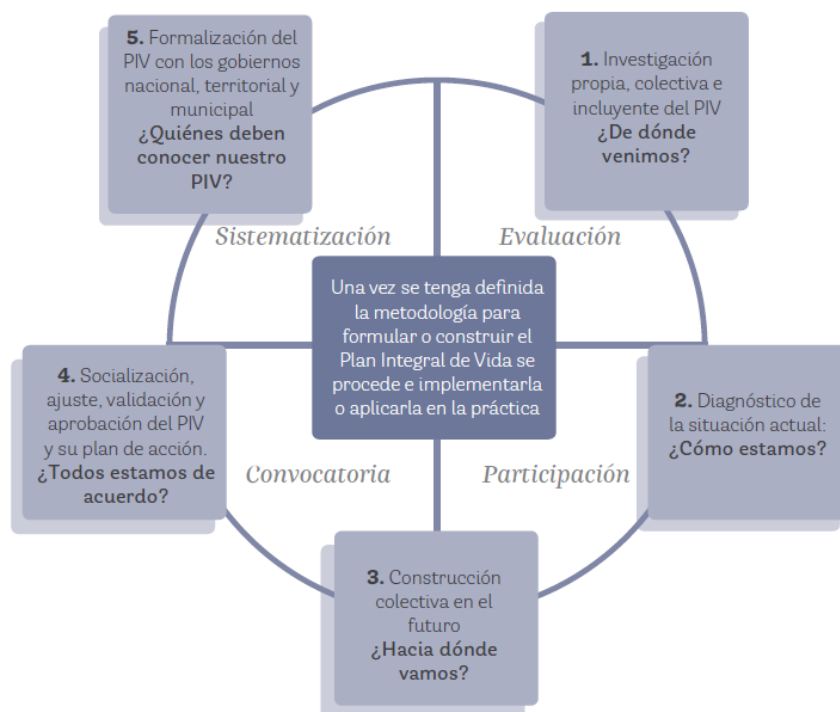 5. Formalización del
PIV con los gobiernos
nacional, territorial y
municipal
¿Quiénes deben
conocer nuestro
PIV?
1. Investigación
propia, colectiva e
incluyente del PIV
¿De dónde
venimos?
Sistematización
Evaluación
Una vez se tenga definida
la metodología para
formular o construir el
Plan Integral de Vida se
procede e implementarla
o aplicarla en la práctica
4. Socialización,
ajuste, validación y
aprobación del PIV
y su plan de acción.
¿Todos estamos de
acuerdo?
2. Diagnóstico de
la situación actual:
¿Cómo estamos?
Convocatoria
Participación
3. Construcción
colectiva en el
futuro
¿Hacia dónde
vamos?